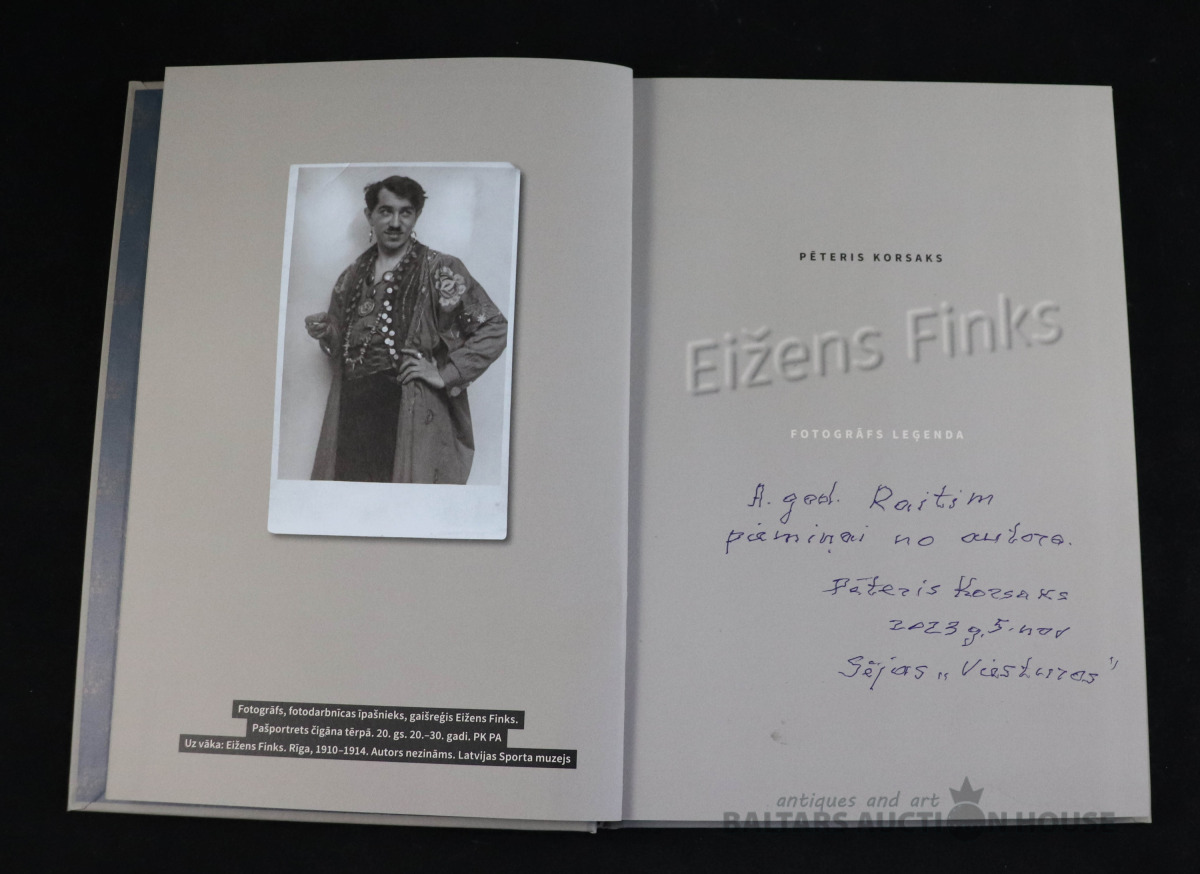 Fotogrāfs, fotodarbnīcas īpašnieks, gaišreģis Eižens Finks.
Pašportrets čigāna tērpā. 20. gs. 20.–30. gadi. PK PA
Uz vāka: Eižens Finks. Rīga, 1910–1914. Autors nezināms. Latvijas Sporta muzejs
PĒTERIS KORSAKS
Eižens Finks
FOTOGRĀFS LEĢENDA
A. god. Raitim
piemiņai no autora.
Pēteris Korsaks
2023 g. 5. nov
Sējas „Viesturos"
antiques and art
BALTARS AUCTION HOUSE